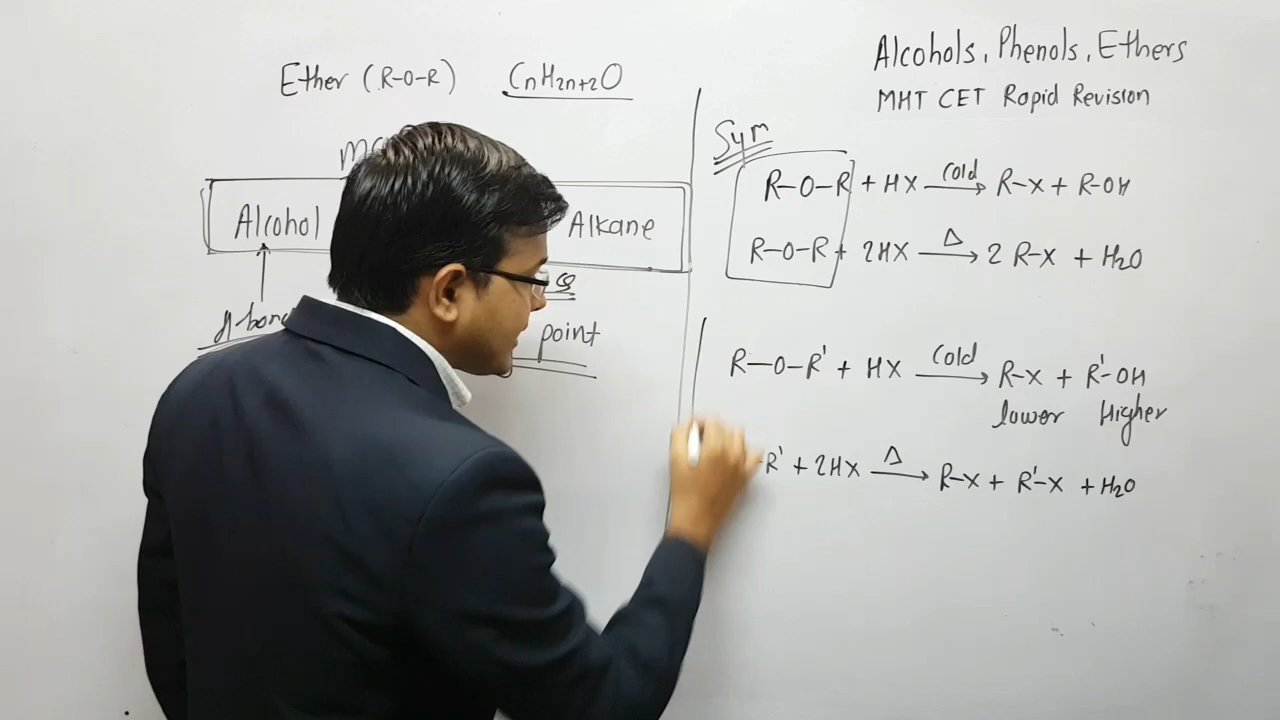 Ether (R-O-R) CnH2n+2O
Alcohol Alkane
H-bond
point
Alcohols, Phenols, Ethers
MHT CET Rapid Revision
Sym
R-O-R + HX cold R-X + R-OH
R-O-R + 2HX Δ 2 R-X + H2O
R-O-R' + HX cold R-X + R'-OH
lower Higher
-R' + 2HX Δ R-X + R'-X + H2O